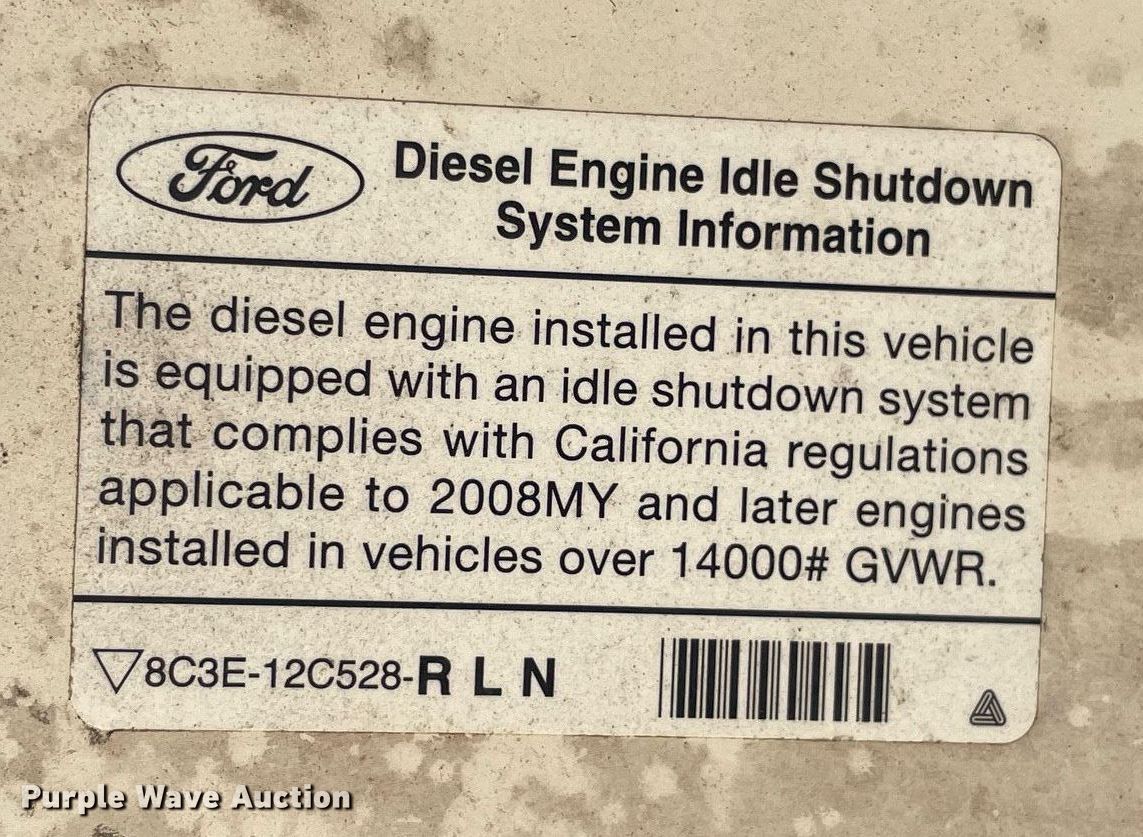 Ford
Diesel Engine Idle Shutdown
System Information
The diesel engine installed in this vehicle
is equipped with an idle shutdown system
that complies with California regulations
applicable to 2008MY and later engines
installed in vehicles over 14000# GVWR.
8C3E-12C528-R L N
Purple Wave Auction